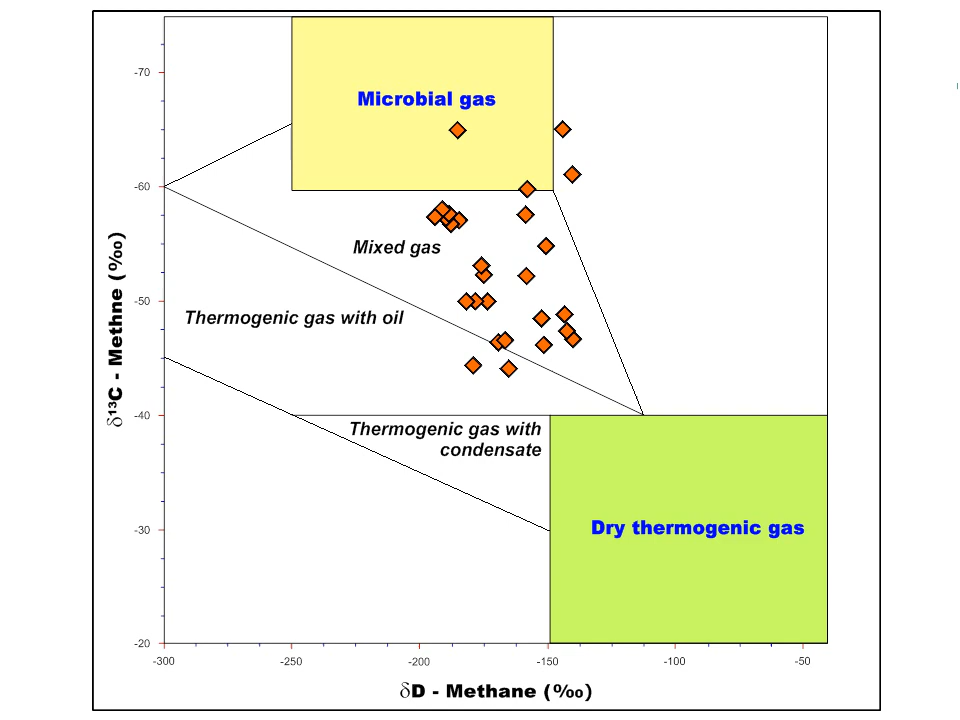 -70
Microbial gas
-60
Mixed gas
-50
Thermogenic gas with oil
δ¹³C - Methne (‰)
-40
Thermogenic gas with
condensate
-30
Dry thermogenic gas
-20
-300
-250
-200
-150
-100
-50
δD - Methane (‰)